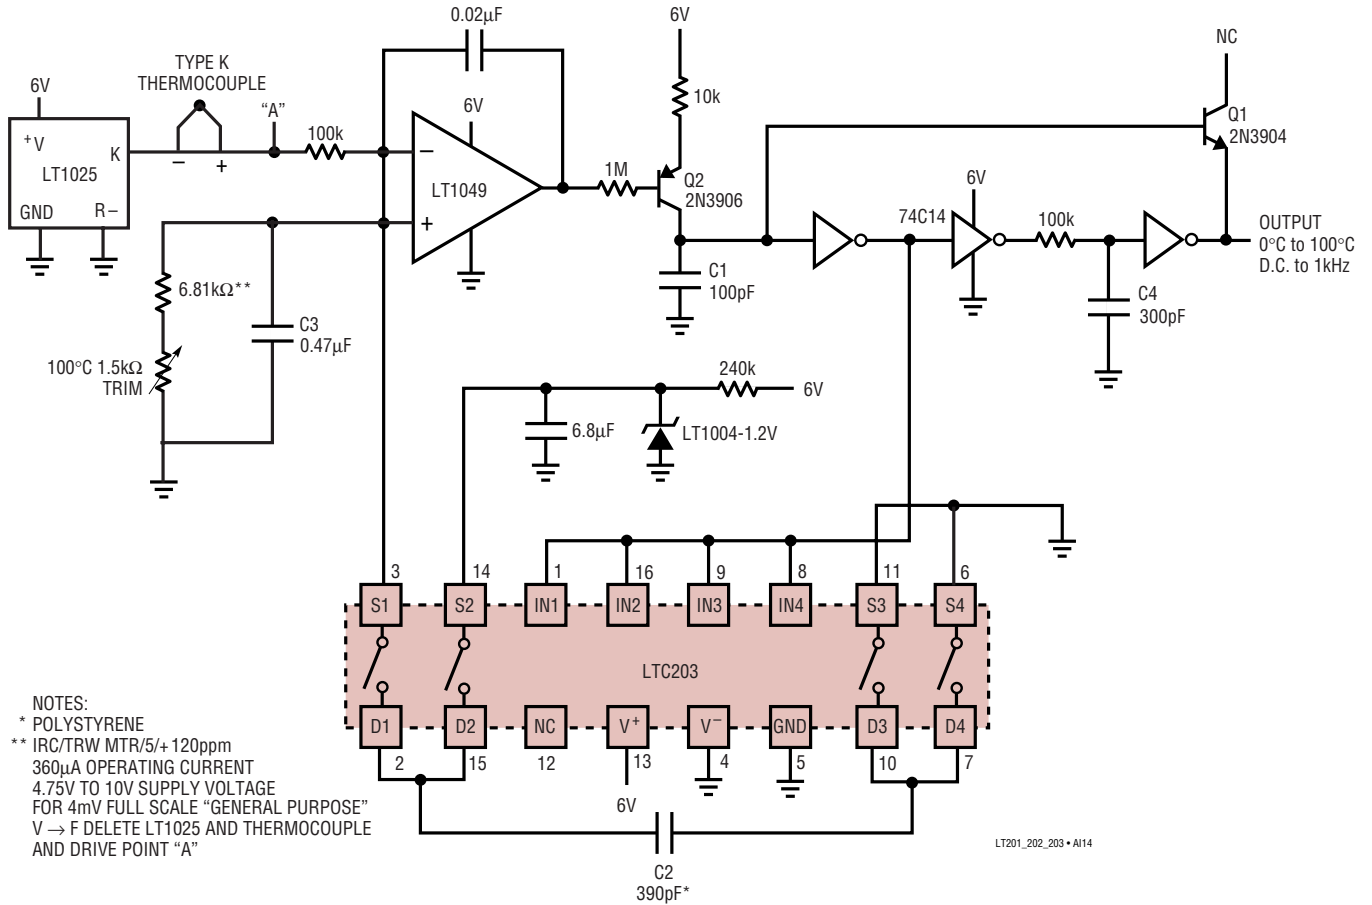 0.02µF
6V
NC
TYPE K
THERMOCOUPLE
6V
"A"
6V
10k
Q1
2N3904
+V
K
LT1025
GND
R–
–
+
100k
–
LT1049
+
1M
Q2
2N3906
6V
74C14
100k
OUTPUT
0°C to 100°C
D.C. to 1kHz
C1
100pF
C4
300pF
6.81kΩ**
C3
0.47µF
100°C 1.5kΩ
TRIM
240k
6V
6.8µF
LT1004-1.2V
3
14
1
16
9
8
11
6
S1
S2
IN1
IN2
IN3
IN4
S3
S4
LTC203
D1
D2
NC
V+
V–
GND
D3
D4
2
15
12
13
4
5
10
7
6V
C2
390pF*
NOTES:
* POLYSTYRENE
** IRC/TRW MTR/5/+120ppm
360µA OPERATING CURRENT
4.75V TO 10V SUPPLY VOLTAGE
FOR 4mV FULL SCALE "GENERAL PURPOSE"
V → F DELETE LT1025 AND THERMOCOUPLE
AND DRIVE POINT "A"
LT201_202_203 • AI14